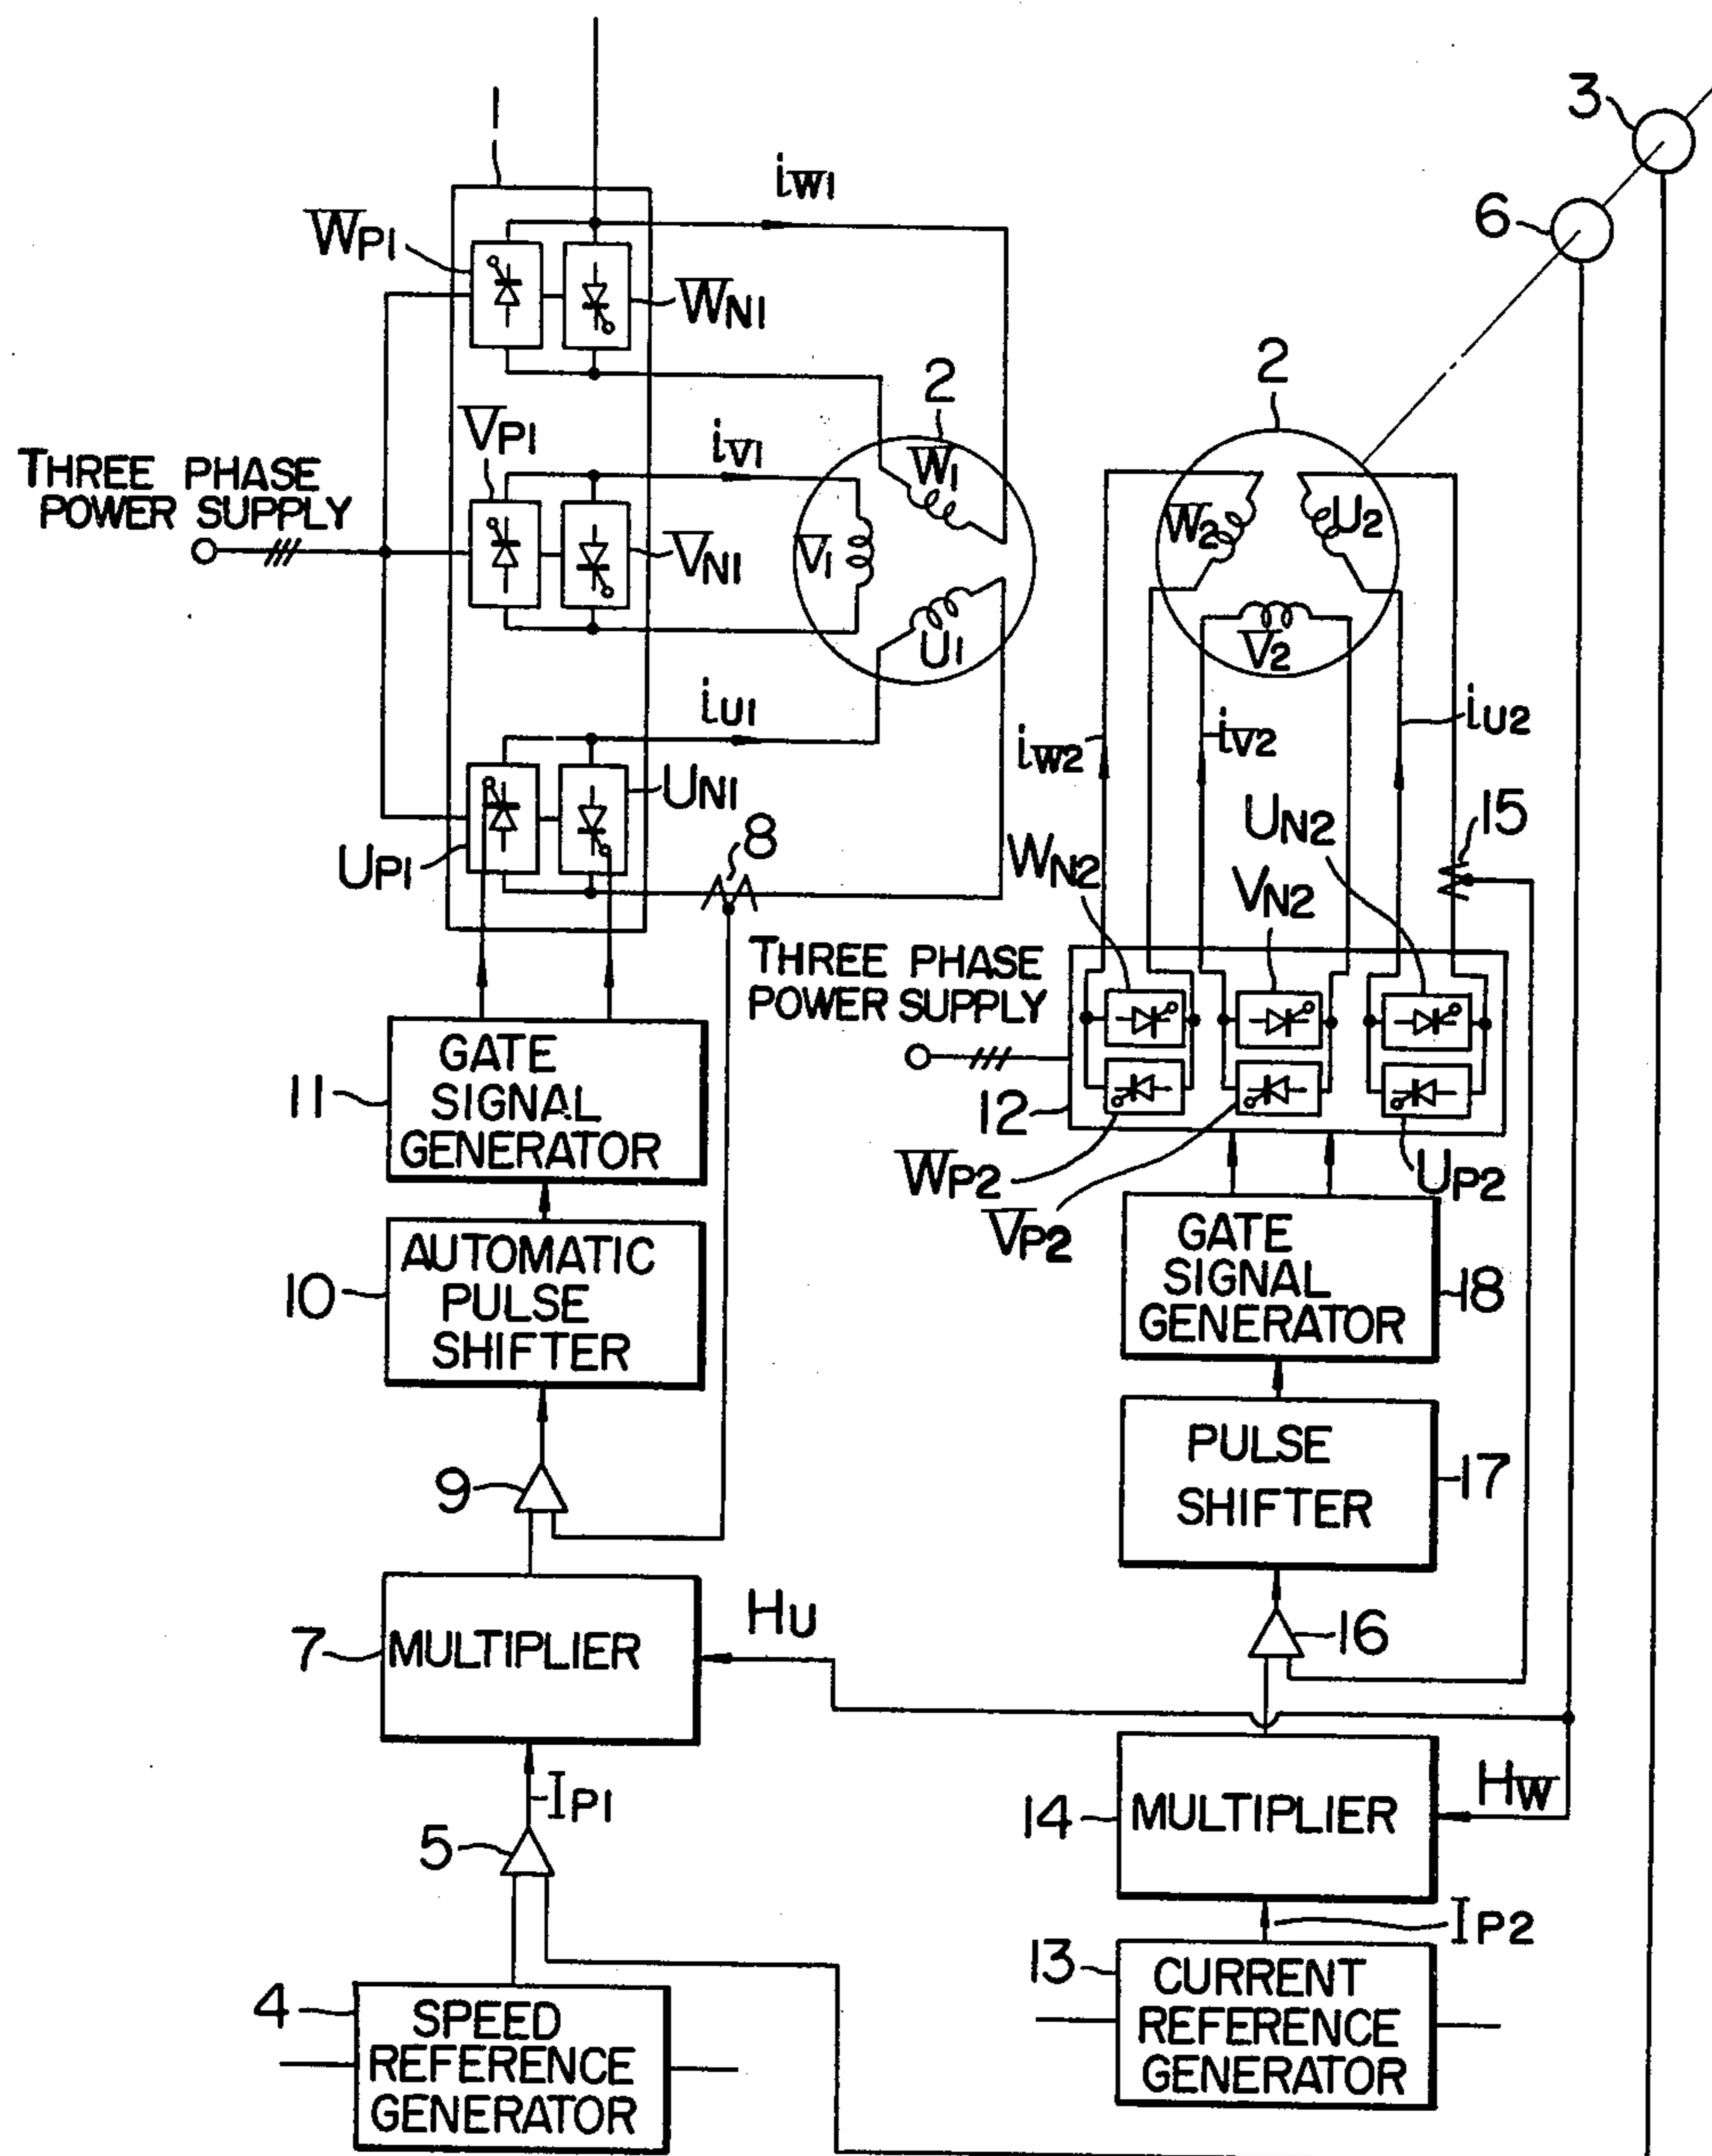 1
3
iW1
WP1
6
WN1
2
2
VP1
iV1
THREE PHASE
POWER SUPPLY
W1
W2
U2
V1
VN1
U1
V2
iU1
iW2
iV2
iU2
UN1
UN2
15
8
UP1
WN2
VN2
THREE PHASE
POWER SUPPLY
11
GATE
SIGNAL
GENERATOR
12
WP2
UP2
VP2
10
AUTOMATIC
PULSE
SHIFTER
GATE
SIGNAL
GENERATOR
18
9
PULSE
SHIFTER
17
HU
16
7
MULTIPLIER
IP1
14
MULTIPLIER
HW
5
IP2
13
CURRENT
REFERENCE
GENERATOR
4
SPEED
REFERENCE
GENERATOR